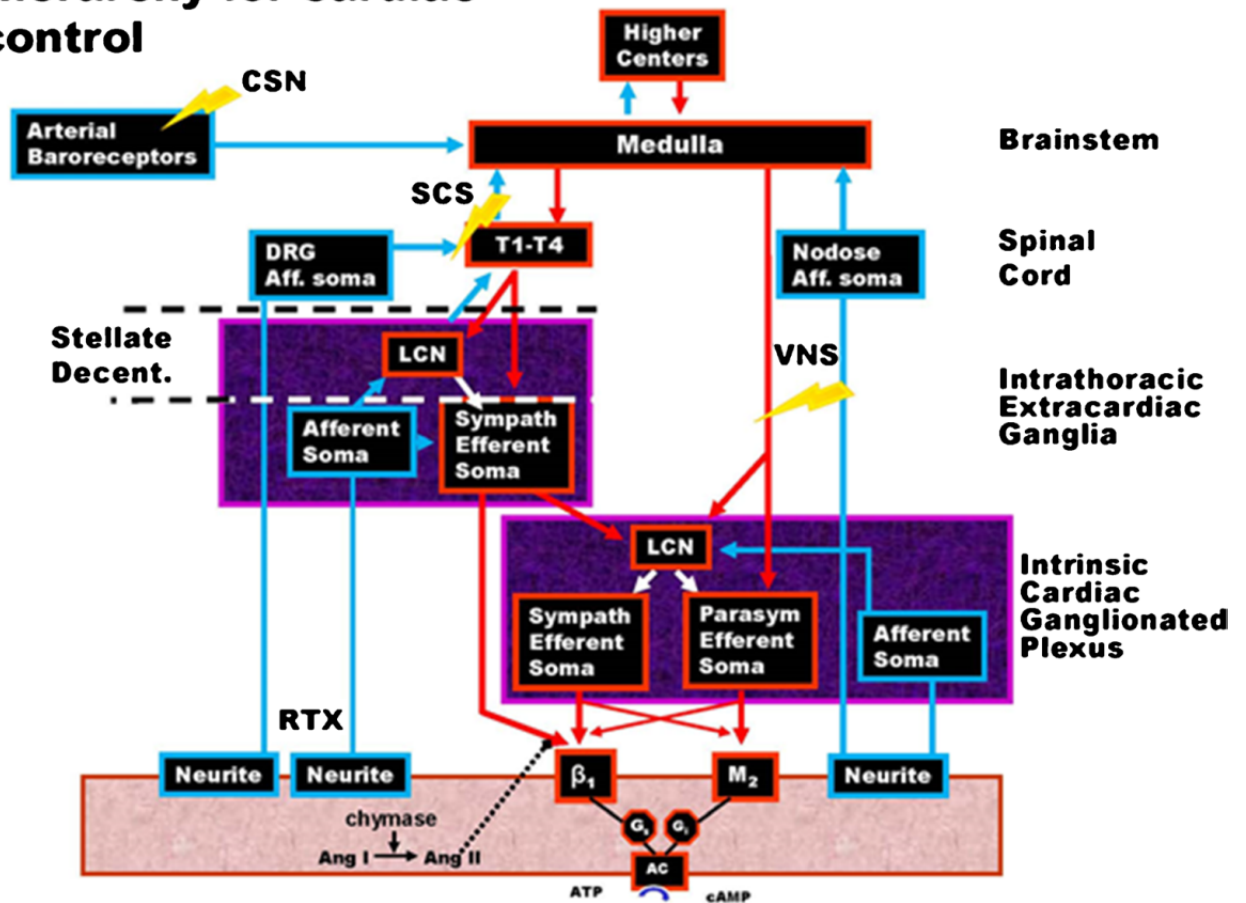 control
CSN
Higher
Centers
Arterial
Baroreceptors
Medulla
Brainstem
SCS
DRG
Aff. soma
T1-T4
Nodose
Aff. soma
Spinal
Cord
Stellate
Decent.
LCN
VNS
Intrathoracic
Extracardiac
Ganglia
Afferent
Soma
Sympath
Efferent
Soma
LCN
Intrinsic
Cardiac
Ganglionated
Plexus
Sympath
Efferent
Soma
Parasym
Efferent
Soma
Afferent
Soma
RTX
Neurite
Neurite
β1
M2
Neurite
chymase
Ang I
Ang II
Gs
Gi
AC
ATP
cAMP